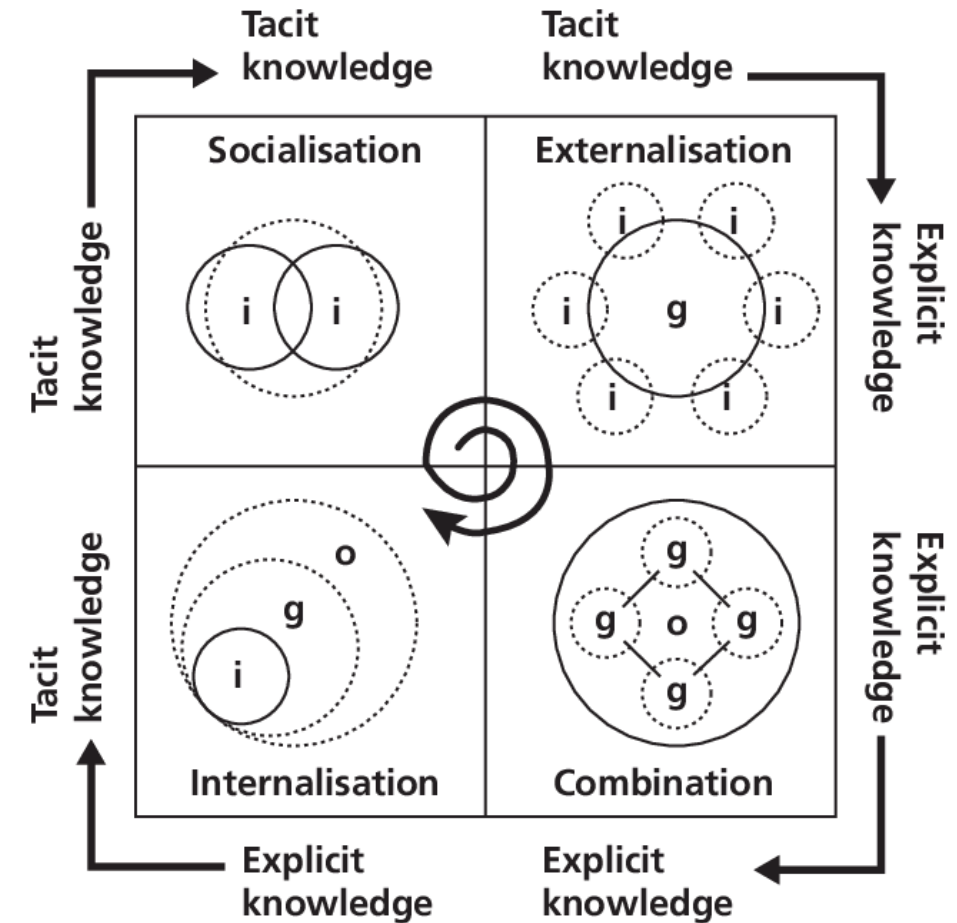 Tacit
knowledge
Tacit
knowledge
Socialisation
Externalisation
i
i
i
i
i
g
i
i
i
Tacit
knowledge
Explicit
knowledge
o
g
i
g
g
o
g
g
Tacit
knowledge
Explicit
knowledge
Internalisation
Combination
Explicit
knowledge
Explicit
knowledge